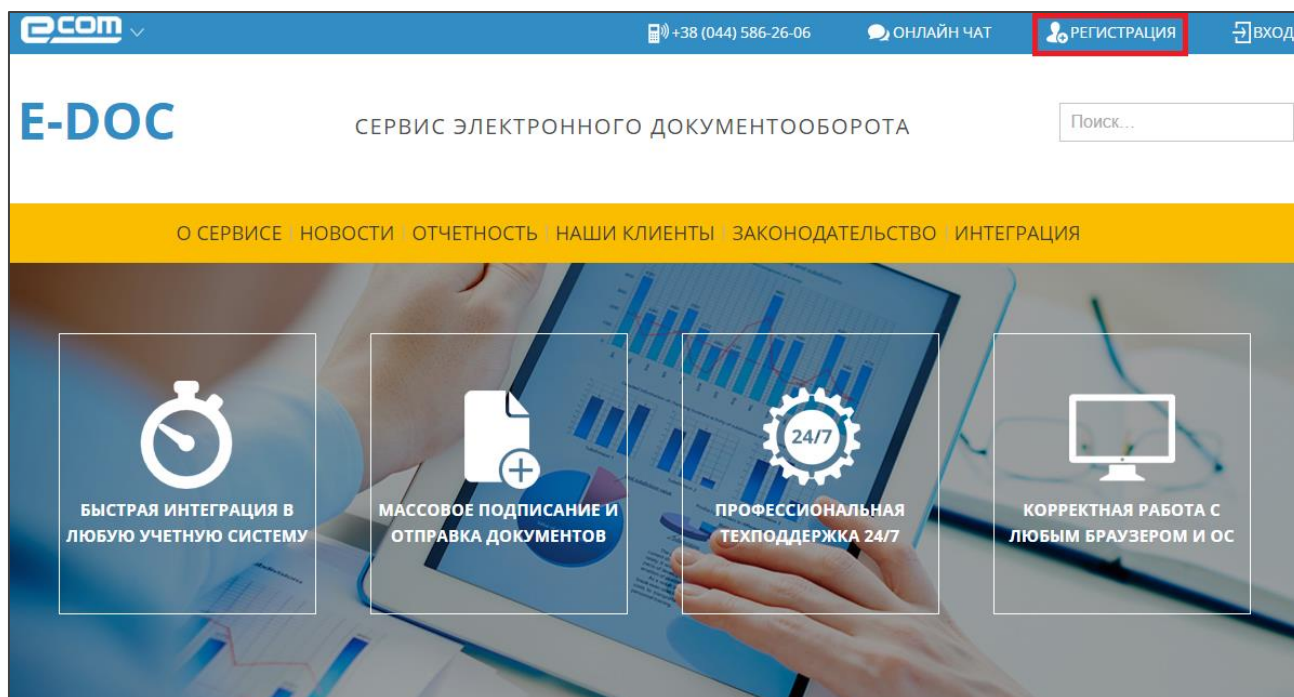 ecom
+38 (044) 586-26-06 ОНЛАЙН ЧАТ РЕГИСТРАЦИЯ ВХОД
E-DOC СЕРВИС ЭЛЕКТРОННОГО ДОКУМЕНТООБОРОТА Поиск...
О СЕРВИСЕ НОВОСТИ ОТЧЕТНОСТЬ НАШИ КЛИЕНТЫ ЗАКОНОДАТЕЛЬСТВО ИНТЕГРАЦИЯ
БЫСТРАЯ ИНТЕГРАЦИЯ В
ЛЮБУЮ УЧЕТНУЮ СИСТЕМУ
МАССОВОЕ ПОДПИСАНИЕ И
ОТПРАВКА ДОКУМЕНТОВ
24/7
ПРОФЕССИОНАЛЬНАЯ
ТЕХПОДДЕРЖКА 24/7
КОРРЕКТНАЯ РАБОТА С
ЛЮБЫМ БРАУЗЕРОМ И ОС